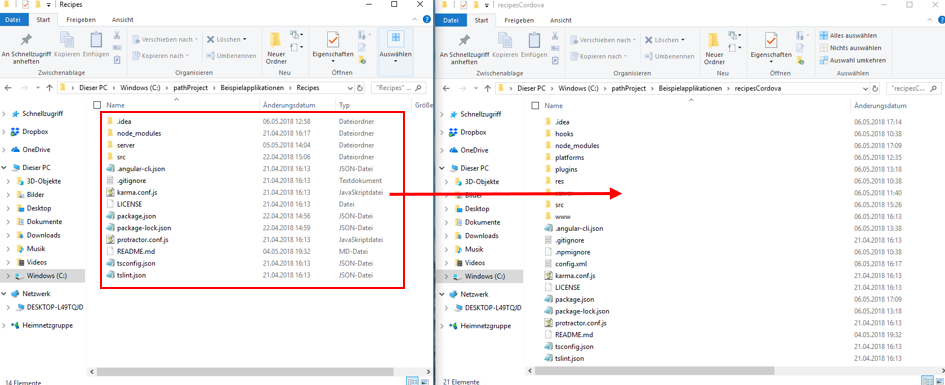 Recipes
Datei Start Freigeben Ansicht
An Schnellzugriff anheften
Kopieren
Einfügen
Verschieben nach
Kopieren nach
Löschen
Umbenennen
Neuer Ordner
Eigenschaften
Auswählen
Zwischenablage Organisieren Neu Öffnen
Dieser PC > Windows (C:) > pathProject > Beispielapplikationen > Recipes
"Recipes" ...
Name Änderungsdatum Typ Größe
Schnellzugriff
Dropbox
OneDrive
Dieser PC
3D-Objekte
Bilder
Desktop
Dokumente
Downloads
Musik
Videos
Windows (C:)
Netzwerk
DESKTOP-L49TQJD
Heimnetzgruppe
.idea 06.05.2018 12:58 Dateiordner
node_modules 21.04.2018 16:17 Dateiordner
server 05.05.2018 14:04 Dateiordner
src 22.04.2018 15:06 Dateiordner
.angular-cli.json 21.04.2018 16:13 JSON-Datei
.gitignore 21.04.2018 16:13 Textdokument
karma.conf.js 21.04.2018 16:13 JavaSkriptdatei
LICENSE 21.04.2018 16:13 Datei
package.json 22.04.2018 14:56 JSON-Datei
package-lock.json 22.04.2018 14:59 JSON-Datei
protractor.conf.js 21.04.2018 16:13 JavaSkriptdatei
README.md 04.05.2018 19:32 MD-Datei
tsconfig.json 21.04.2018 16:13 JSON-Datei
tslint.json 21.04.2018 16:13 JSON-Datei
14 Elemente
recipesCordova
Datei Start Freigeben Ansicht
An Schnellzugriff anheften
Kopieren
Einfügen
Verschieben nach
Kopieren nach
Löschen
Umbenennen
Neuer Ordner
Eigenschaften
Alles auswählen
Nichts auswählen
Auswahl umkehren
Zwischenablage Organisieren Neu Öffnen Auswählen
Dieser PC > Windows (C:) > pathProject > Beispielapplikationen > recipesCordova
"recipesC...
Name Änderungsdatum
Schnellzugriff
Dropbox
OneDrive
Dieser PC
3D-Objekte
Bilder
Desktop
Dokumente
Downloads
Musik
Videos
Windows (C:)
Netzwerk
DESKTOP-L49TQJD
Heimnetzgruppe
.idea 06.05.2018 17:14
hooks 06.05.2018 10:38
node_modules 06.05.2018 17:09
platforms 06.05.2018 12:35
plugins 06.05.2018 13:18
res 06.05.2018 10:38
06.05.2018 11:40
src 06.05.2018 15:26
www 06.05.2018 16:13
.angular-cli.json 06.05.2018 13:38
.gitignore 21.04.2018 16:13
.npmignore 06.05.2018 10:38
config.xml 06.05.2018 16:17
karma.conf.js 21.04.2018 16:13
LICENSE 21.04.2018 16:13
package.json 06.05.2018 17:09
package-lock.json 06.05.2018 13:18
protractor.conf.js 21.04.2018 16:13
README.md 04.05.2018 19:32
tsconfig.json 21.04.2018 16:13
tslint.json 21.04.2018 16:13
21 Elemente